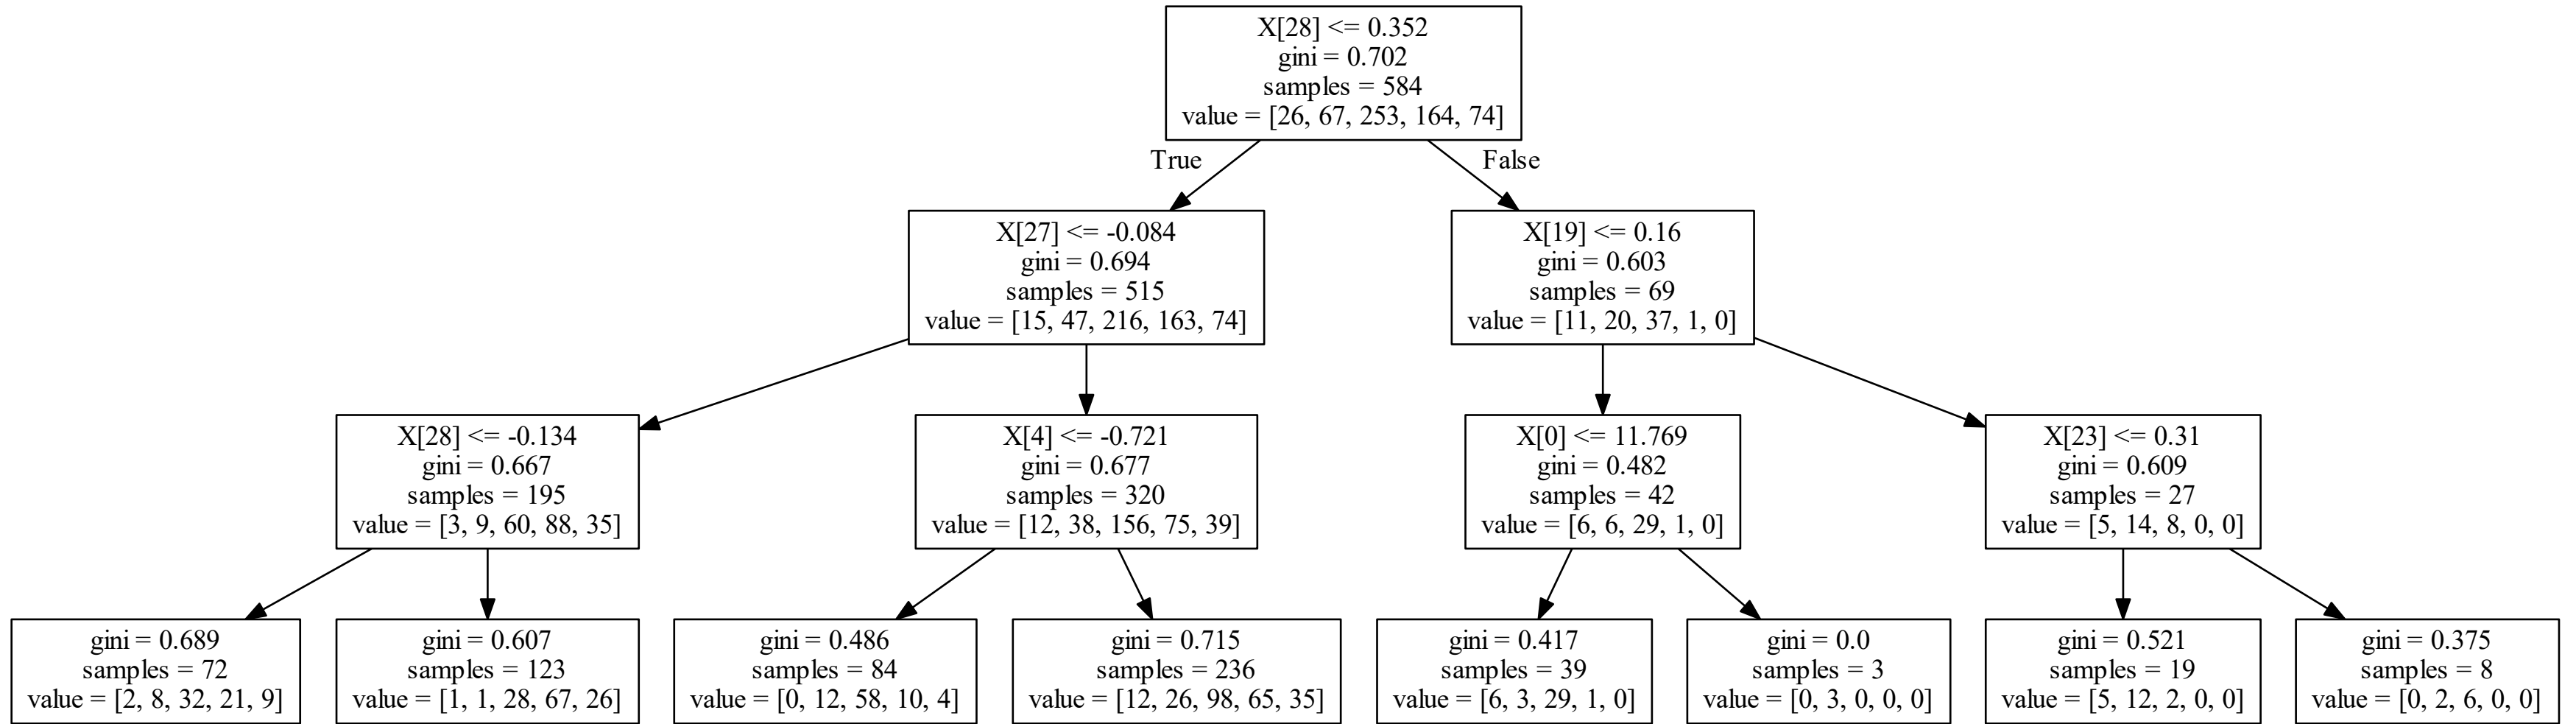 X[28] <= 0.352
gini = 0.702
samples = 584
value = [26, 67, 253, 164, 74]
True
False
X[27] <= -0.084
gini = 0.694
samples = 515
value = [15, 47, 216, 163, 74]
X[19] <= 0.16
gini = 0.603
samples = 69
value = [11, 20, 37, 1, 0]
X[28] <= -0.134
gini = 0.667
samples = 195
value = [3, 9, 60, 88, 35]
X[4] <= -0.721
gini = 0.677
samples = 320
value = [12, 38, 156, 75, 39]
X[0] <= 11.769
gini = 0.482
samples = 42
value = [6, 6, 29, 1, 0]
X[23] <= 0.31
gini = 0.609
samples = 27
value = [5, 14, 8, 0, 0]
gini = 0.689
samples = 72
value = [2, 8, 32, 21, 9]
gini = 0.607
samples = 123
value = [1, 1, 28, 67, 26]
gini = 0.486
samples = 84
value = [0, 12, 58, 10, 4]
gini = 0.715
samples = 236
value = [12, 26, 98, 65, 35]
gini = 0.417
samples = 39
value = [6, 3, 29, 1, 0]
gini = 0.0
samples = 3
value = [0, 3, 0, 0, 0]
gini = 0.521
samples = 19
value = [5, 12, 2, 0, 0]
gini = 0.375
samples = 8
value = [0, 2, 6, 0, 0]